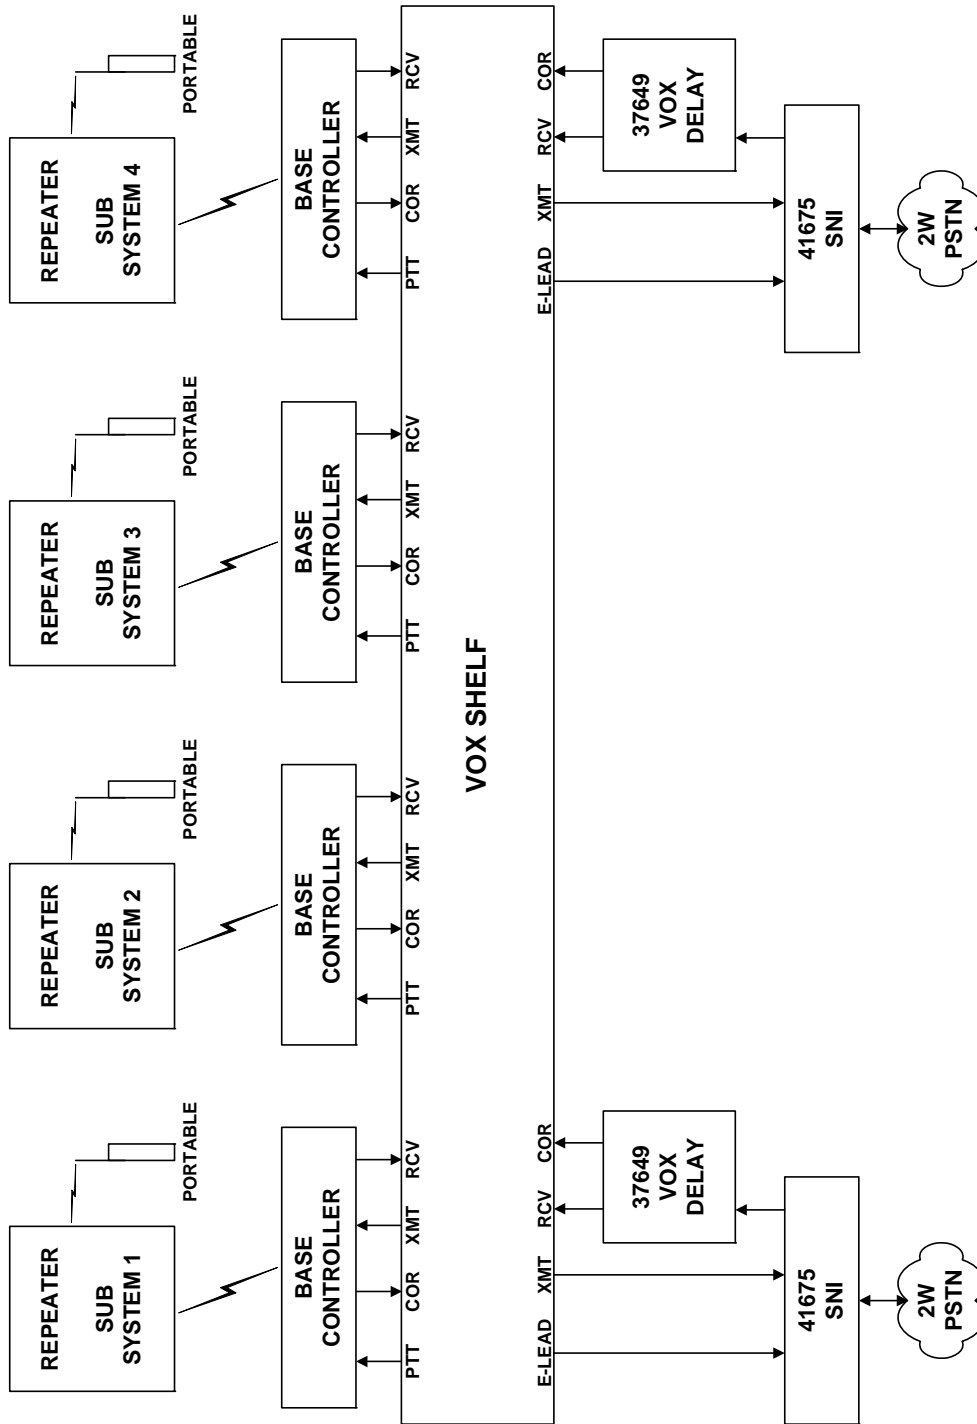 REPEATER
SUB
SYSTEM 1
PORTABLE
REPEATER
SUB
SYSTEM 2
PORTABLE
REPEATER
SUB
SYSTEM 3
PORTABLE
REPEATER
SUB
SYSTEM 4
PORTABLE
BASE
CONTROLLER
BASE
CONTROLLER
BASE
CONTROLLER
BASE
CONTROLLER
PTT
COR
XMT
RCV
PTT
COR
XMT
RCV
PTT
COR
XMT
RCV
PTT
COR
XMT
RCV
VOX SHELF
E-LEAD
XMT
RCV
COR
E-LEAD
XMT
RCV
COR
37649
VOX
DELAY
37649
VOX
DELAY
41675
SNI
41675
SNI
2W
PSTN
2W
PSTN